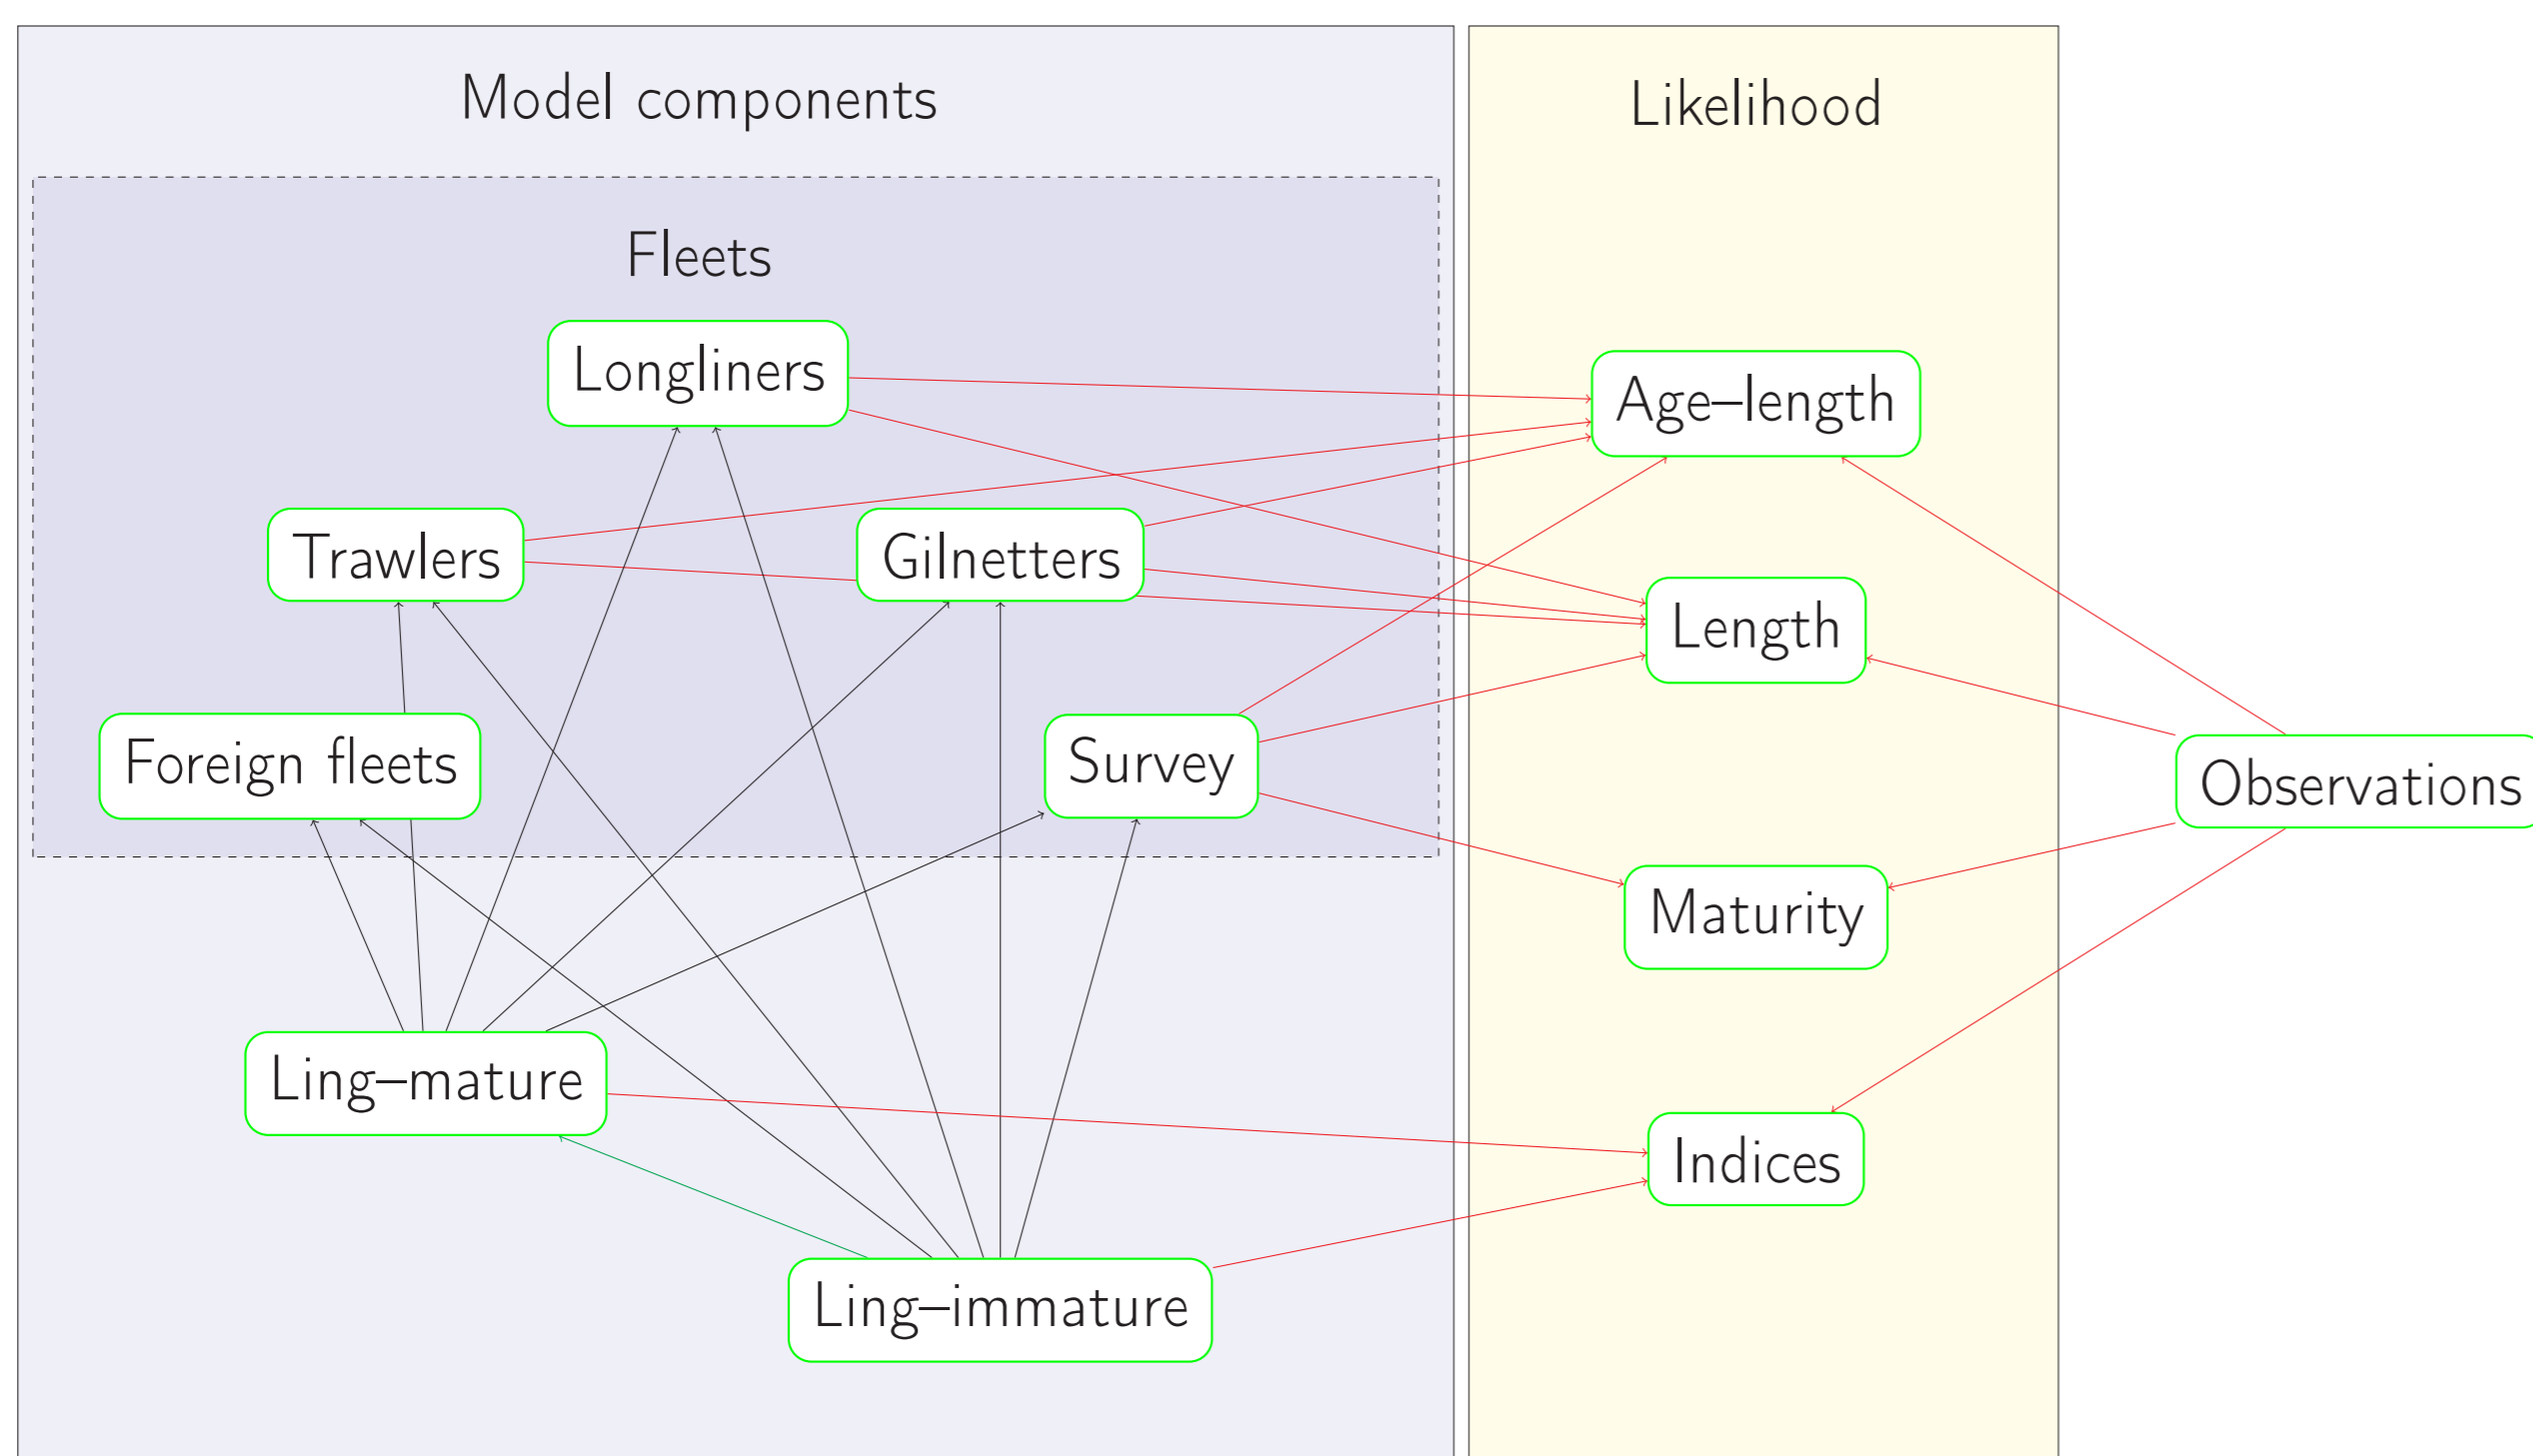 Model components
Likelihood
Fleets
Longliners
Age–length
Trawlers
Gilnetters
Length
Foreign fleets
Survey
Observations
Maturity
Ling–mature
Indices
Ling–immature